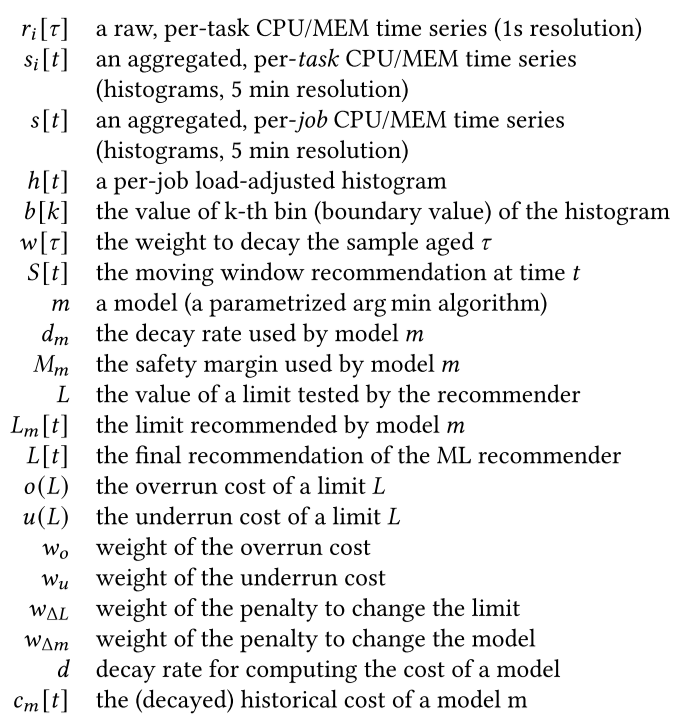 r_i[τ] a raw, per-task CPU/MEM time series (1s resolution)
s_i[t] an aggregated, per-task CPU/MEM time series
(histograms, 5 min resolution)
s[t] an aggregated, per-job CPU/MEM time series
(histograms, 5 min resolution)
h[t] a per-job load-adjusted histogram
b[k] the value of k-th bin (boundary value) of the histogram
w[τ] the weight to decay the sample aged τ
S[t] the moving window recommendation at time t
m a model (a parametrized arg min algorithm)
d_m the decay rate used by model m
M_m the safety margin used by model m
L the value of a limit tested by the recommender
L_m[t] the limit recommended by model m
L[t] the final recommendation of the ML recommender
o(L) the overrun cost of a limit L
u(L) the underrun cost of a limit L
w_o weight of the overrun cost
w_u weight of the underrun cost
w_ΔL weight of the penalty to change the limit
w_Δm weight of the penalty to change the model
d decay rate for computing the cost of a model
c_m[t] the (decayed) historical cost of a model m